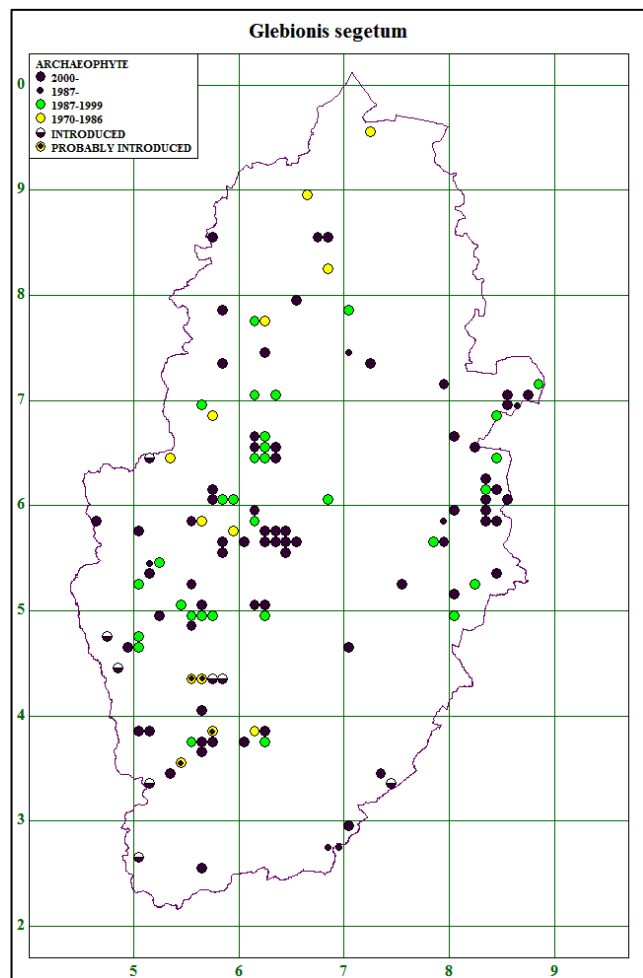 Glebionis segetum
ARCHAEOPHYTE
2000-
1987-
1987-1999
1970-1986
INTRODUCED
PROBABLY INTRODUCED
0
9
8
7
6
5
4
3
2
5 6 7 8 9